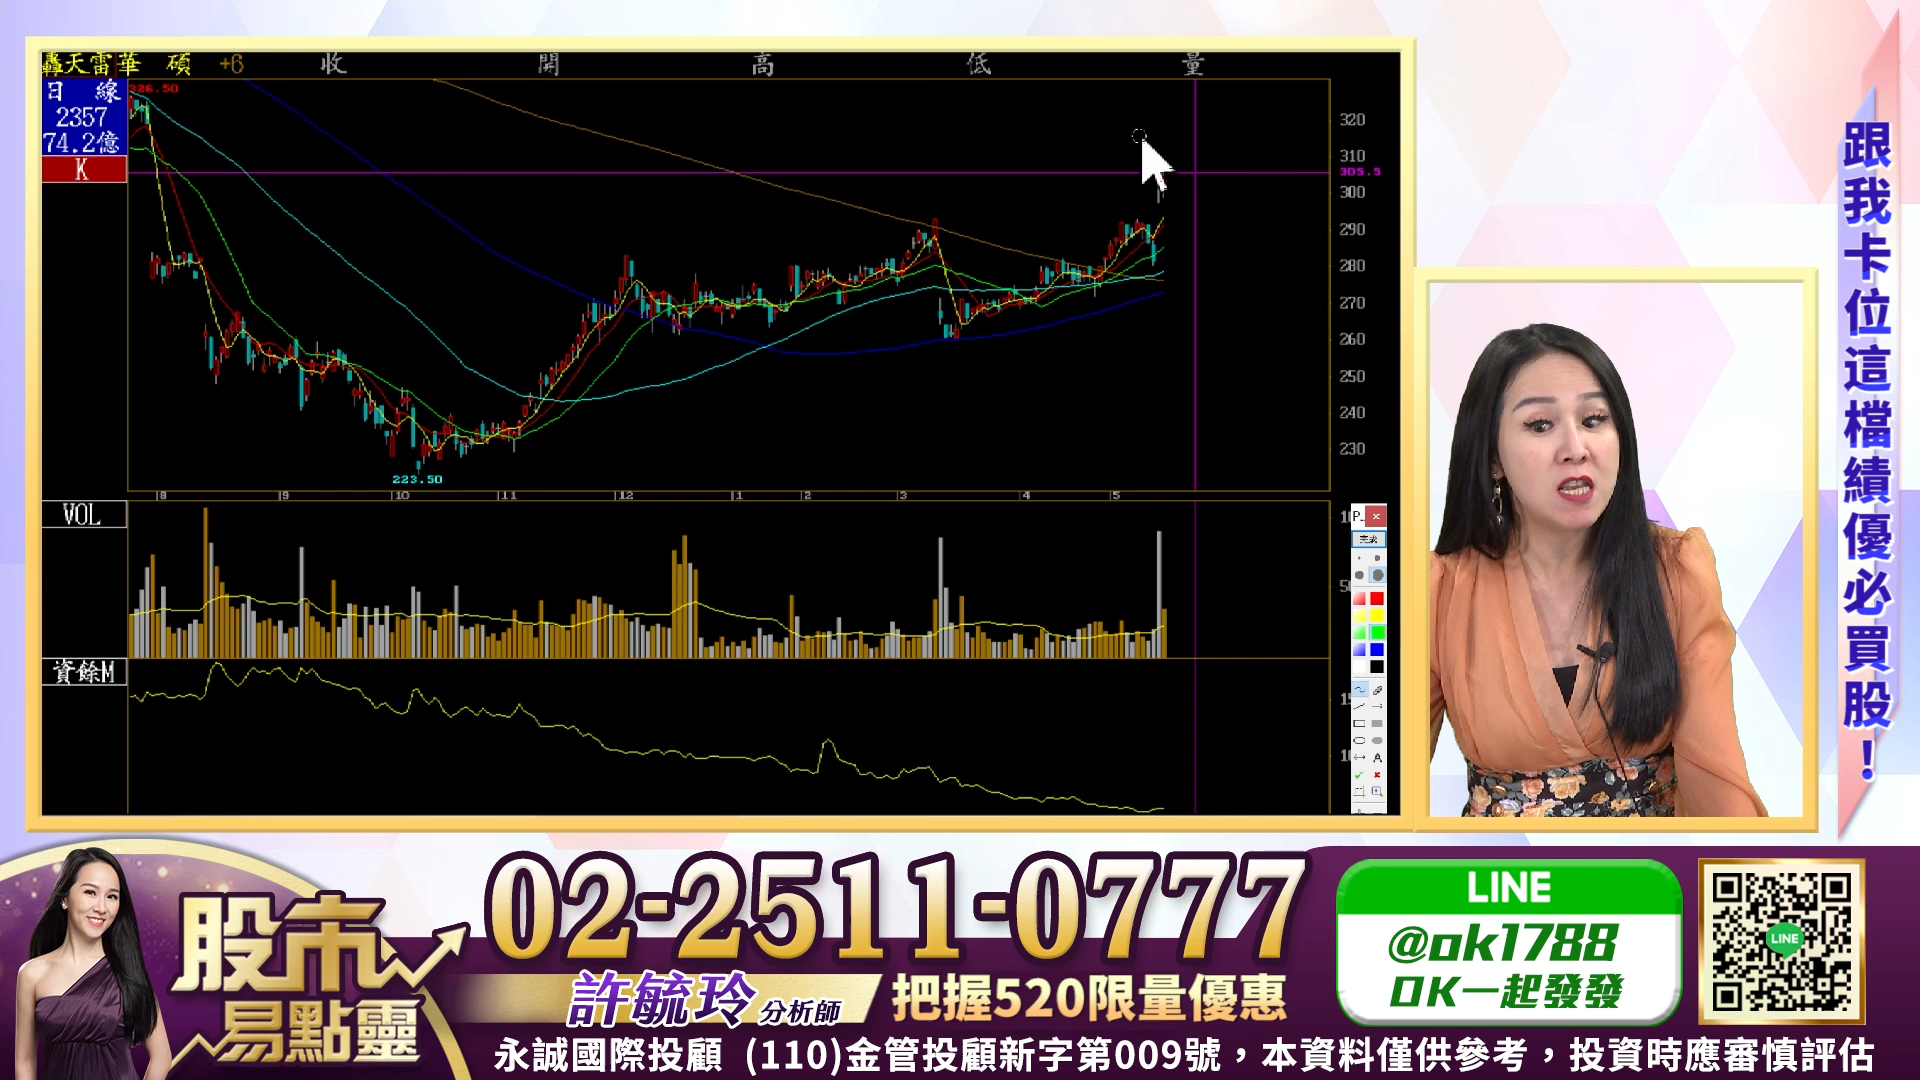 轟天雷華 碩 +6 收 開 高 低 量
日 線
2357
74.2億
K
326.50
320
310
305.5
300
290
280
270
260
250
240
230
223.50
8 9 10 11 12 1 2 3 4 5
VOL
資餘M
完成
A
跟我卡位這檔績優必買股！
股市
易點靈
02-2511-0777
許毓玲 分析師
把握520限量優惠
LINE
@ok1788
OK一起發發
LINE
永誠國際投顧 (110)金管投顧新字第009號，本資料僅供參考，投資時應審慎評估